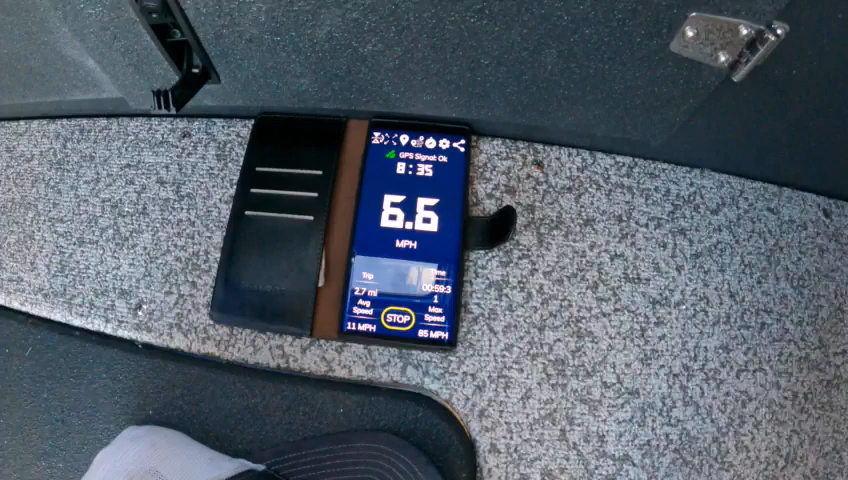 GPS Signal: Ok
8:35
6.6
MPH
Trip
Time
2.7 mi
00:59:3
1
Avg
Speed
STOP
Max
Speed
11 MPH
85 MPH